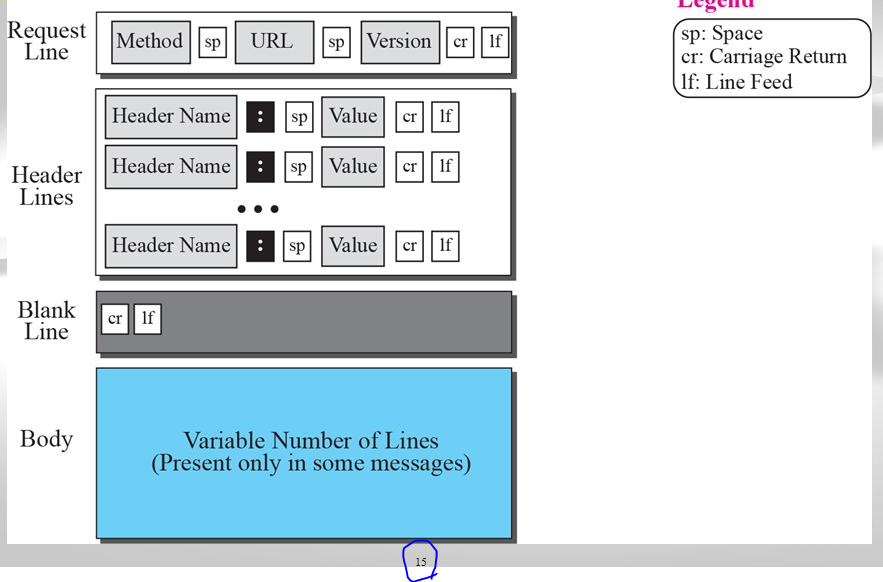 Legend
Request Line
Method sp URL sp Version cr lf
sp: Space
cr: Carriage Return
lf: Line Feed
Header Lines
Header Name : sp Value cr lf
Header Name : sp Value cr lf
•••
Header Name : sp Value cr lf
Blank Line
cr lf
Body
Variable Number of Lines
(Present only in some messages)
15